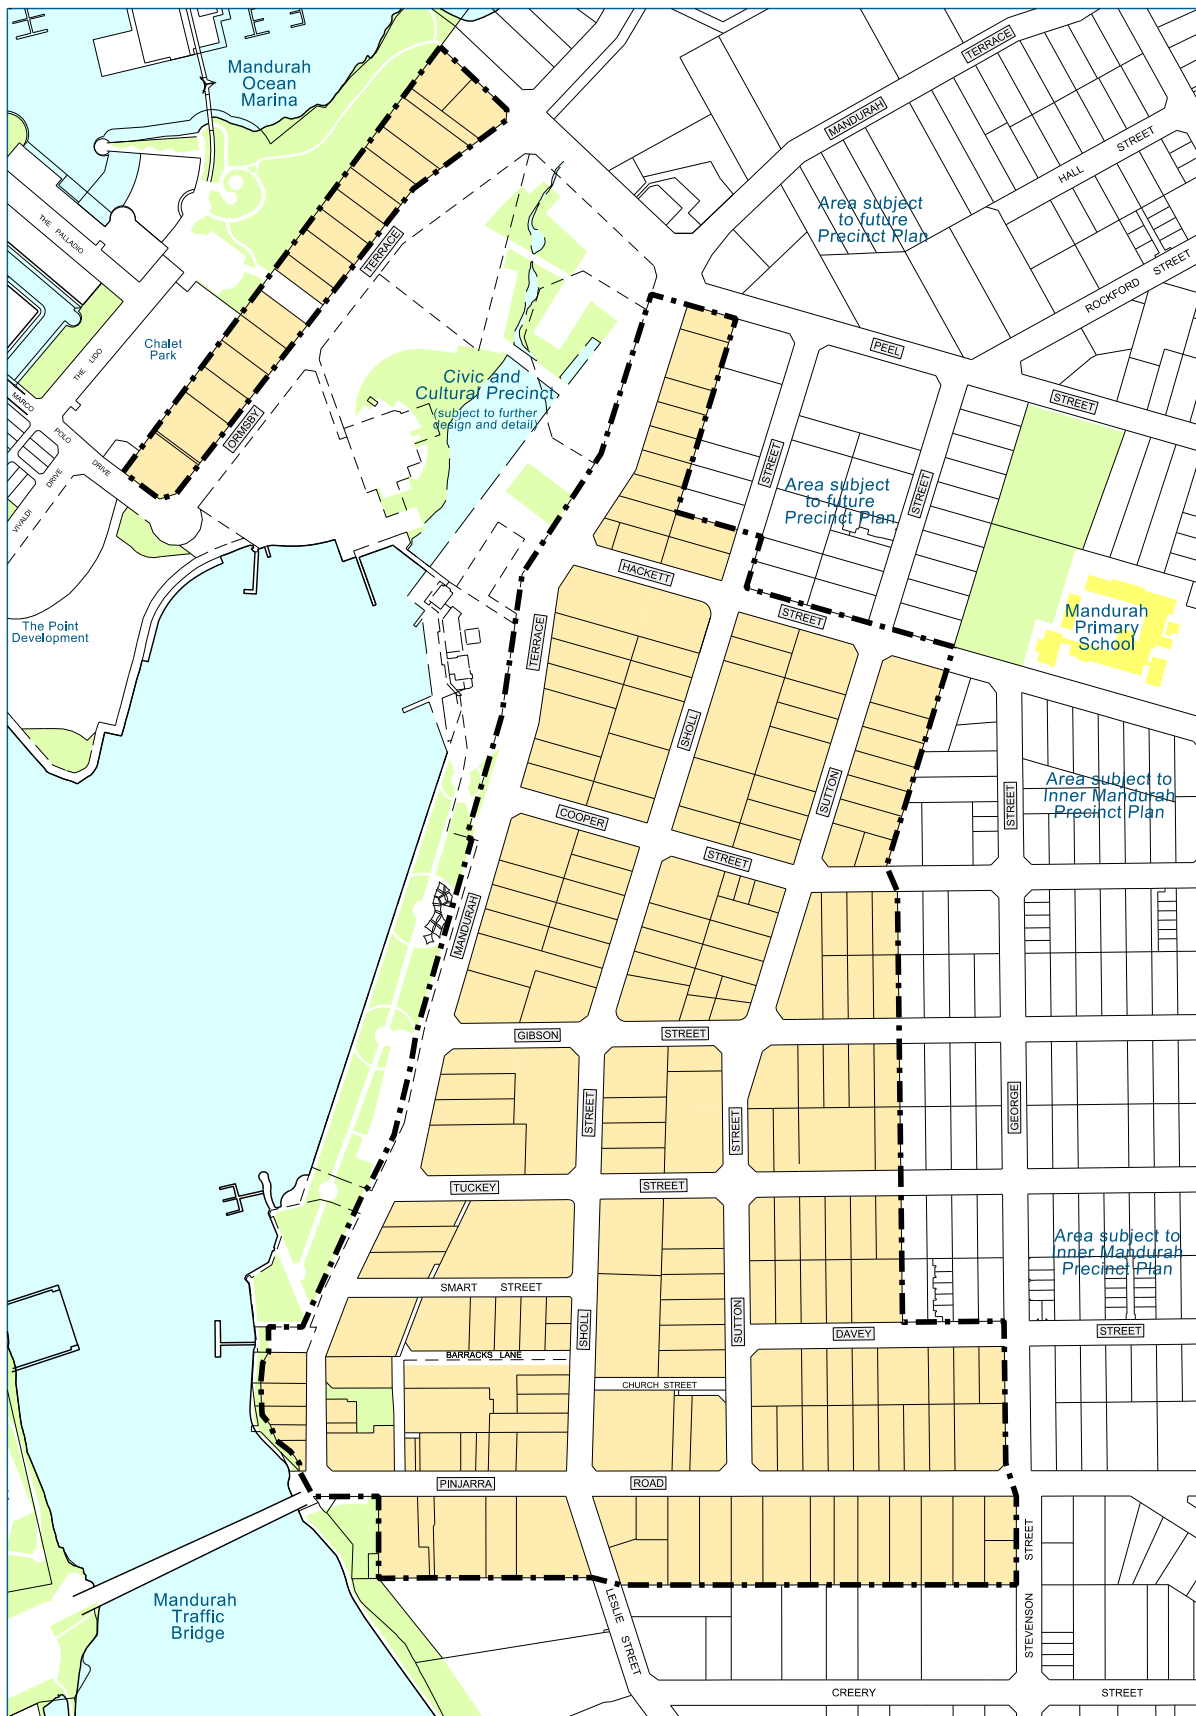 TERRACE
MANDURAH
Mandurah
Ocean
Marina
STREET
HALL
Area subject
to future
Precinct Plan
THE PALLADIO
TERRACE
STREET
ROCKFORD
Chalet
Park
THE LIDO
PEEL
Civic and
Cultural Precinct
(subject to further
design and detail)
MARCO
POLO
DRIVE
ORMSBY
STREET
VIVALDI
DRIVE
STREET
STREET
Area subject
to future
Precinct Plan
HACKETT
STREET
The Point
Development
TERRACE
Mandurah
Primary
School
SHOLL
SUTTON
STREET
Area subject to
Inner Mandurah
Precinct Plan
COOPER
STREET
MANDURAH
GIBSON
STREET
STREET
STREET
GEORGE
TUCKEY
STREET
Area subject to
Inner Mandurah
Precinct Plan
SMART STREET
SHOLL
SUTTON
DAVEY
STREET
BARRACKS LANE
CHURCH STREET
PINJARRA
ROAD
STREET
Mandurah
Traffic
Bridge
LESLIE STREET
STEVENSON
CREERY
STREET